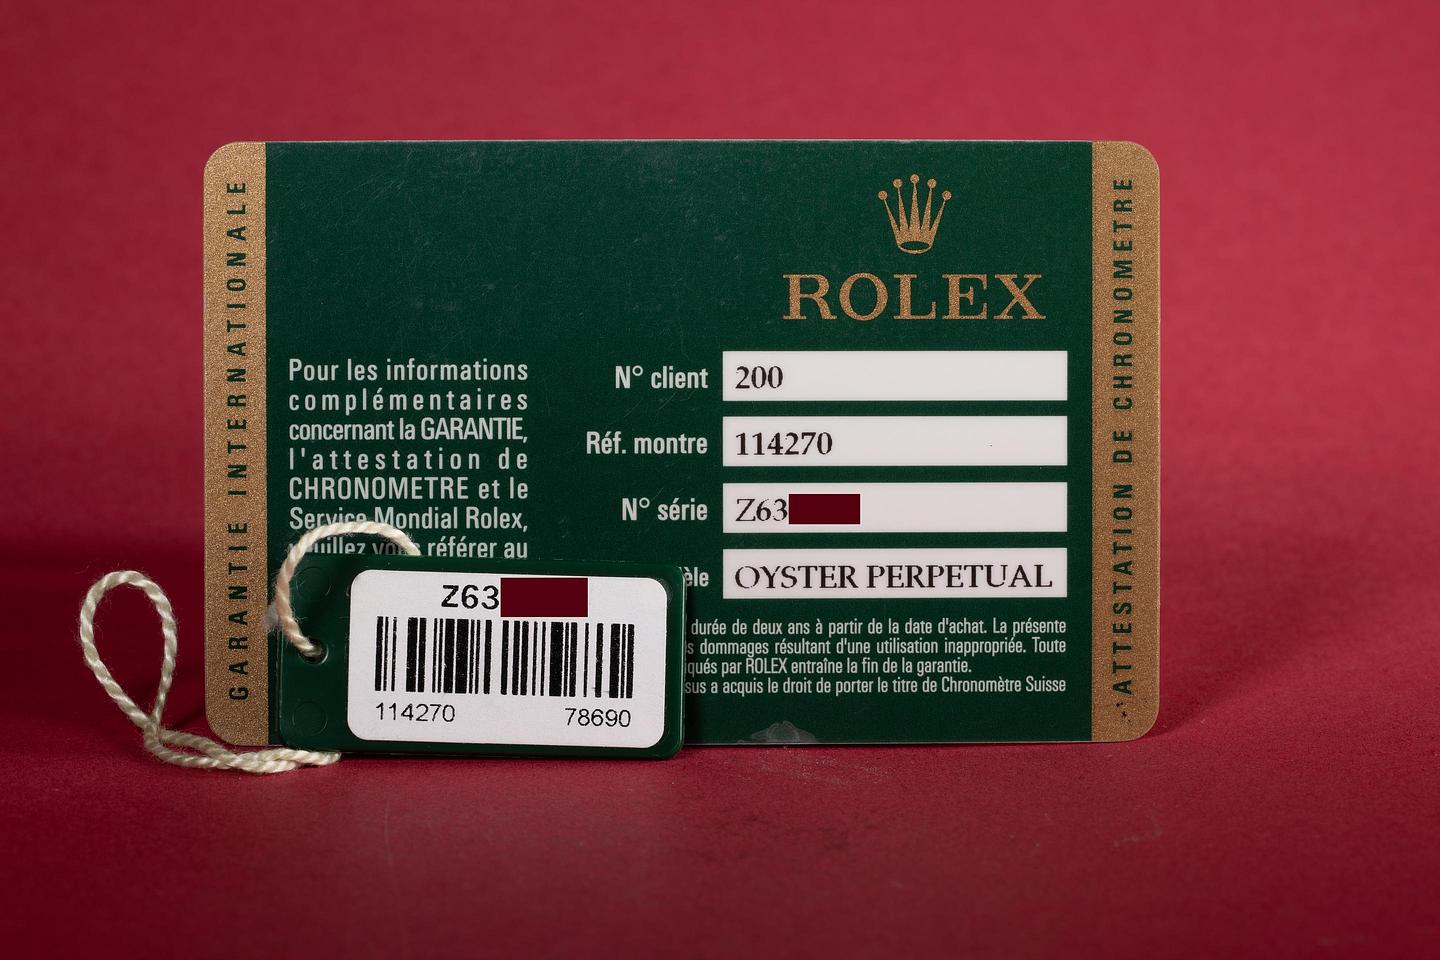 GARANTIE INTERNATIONALE
ROLEX
Pour les informations
complémentaires
concernant la GARANTIE,
l'attestation de
CHRONOMETRE et le
Service Mondial Rolex,
référer au
N° client 200
Réf. montre 114270
N° série Z63
OYSTER PERPETUAL
durée de deux ans à partir de la date d'achat. La présente
dommages résultant d'une utilisation inappropriée. Toute
par ROLEX entraîne la fin de la garantie.
a acquis le droit de porter le titre de Chronomètre Suisse
ATTESTATION DE CHRONOMETRE
Z63
114270 78690